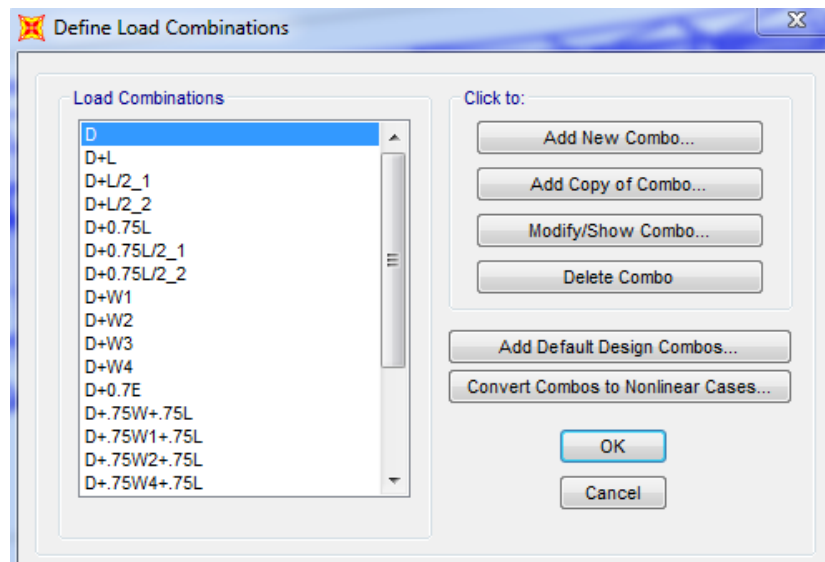 Define Load Combinations
Load Combinations
D
D+L
D+L/2_1
D+L/2_2
D+0.75L
D+0.75L/2_1
D+0.75L/2_2
D+W1
D+W2
D+W3
D+W4
D+0.7E
D+.75W+.75L
D+.75W1+.75L
D+.75W2+.75L
D+.75W4+.75L
Click to:
Add New Combo...
Add Copy of Combo...
Modify/Show Combo...
Delete Combo
Add Default Design Combos...
Convert Combos to Nonlinear Cases...
OK
Cancel